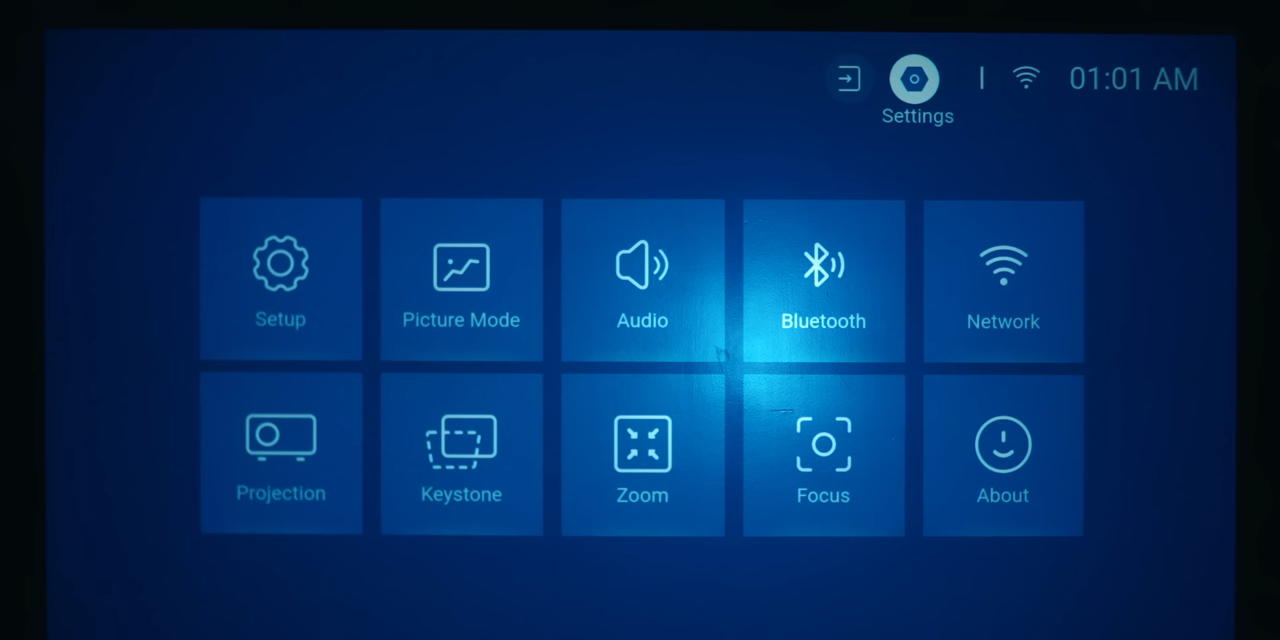 01:01 AM
Settings
Setup
Picture Mode
Audio
Bluetooth
Network
Projection
Keystone
Zoom
Focus
About